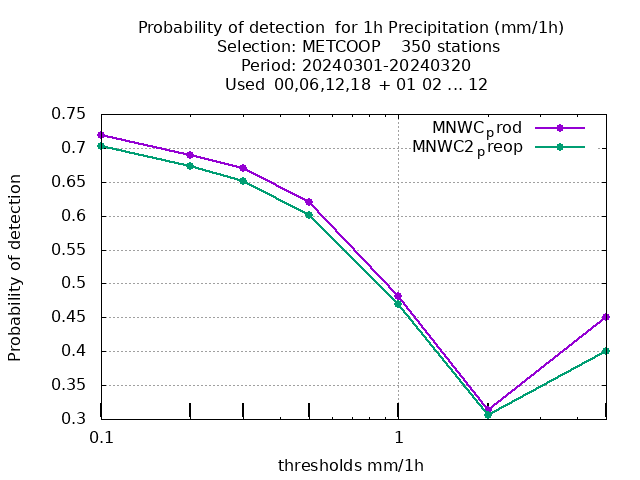 Probability of detection  for 1h Precipitation (mm/1h)
Selection: METCOOP    350 stations
Period: 20240301-20240320
Used  00,06,12,18 + 01 02 ... 12
MNWCprod
MNWC2preop
0.75
0.7
0.65
0.6
0.55
0.5
0.45
0.4
0.35
0.3
Probability of detection
0.1
1
thresholds mm/1h